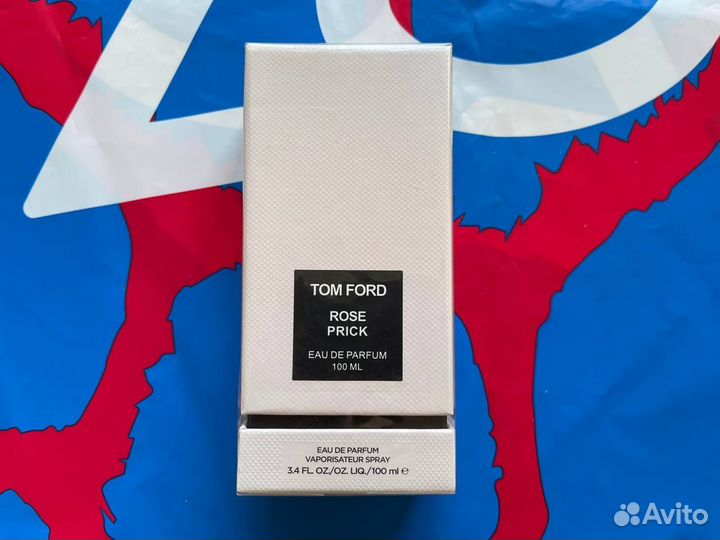 TOM FORD
ROSE
PRICK
EAU DE PARFUM
100 ML
EAU DE PARFUM
VAPORISATEUR SPRAY
3.4 FL. OZ./OZ. LIQ./100 ml ℮
Avito